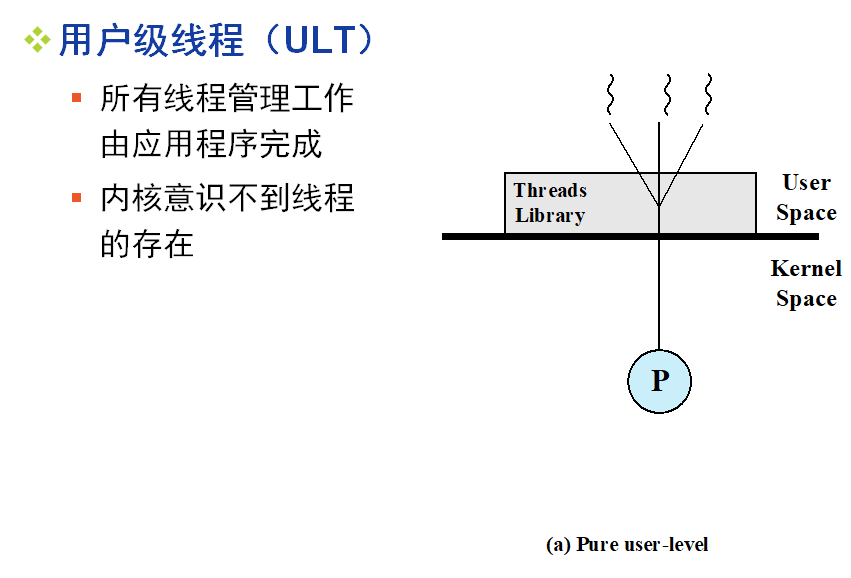 用户级线程（ULT）
所有线程管理工作
由应用程序完成
内核意识不到线程
的存在
Threads
Library
User
Space
Kernel
Space
P
(a) Pure user-level